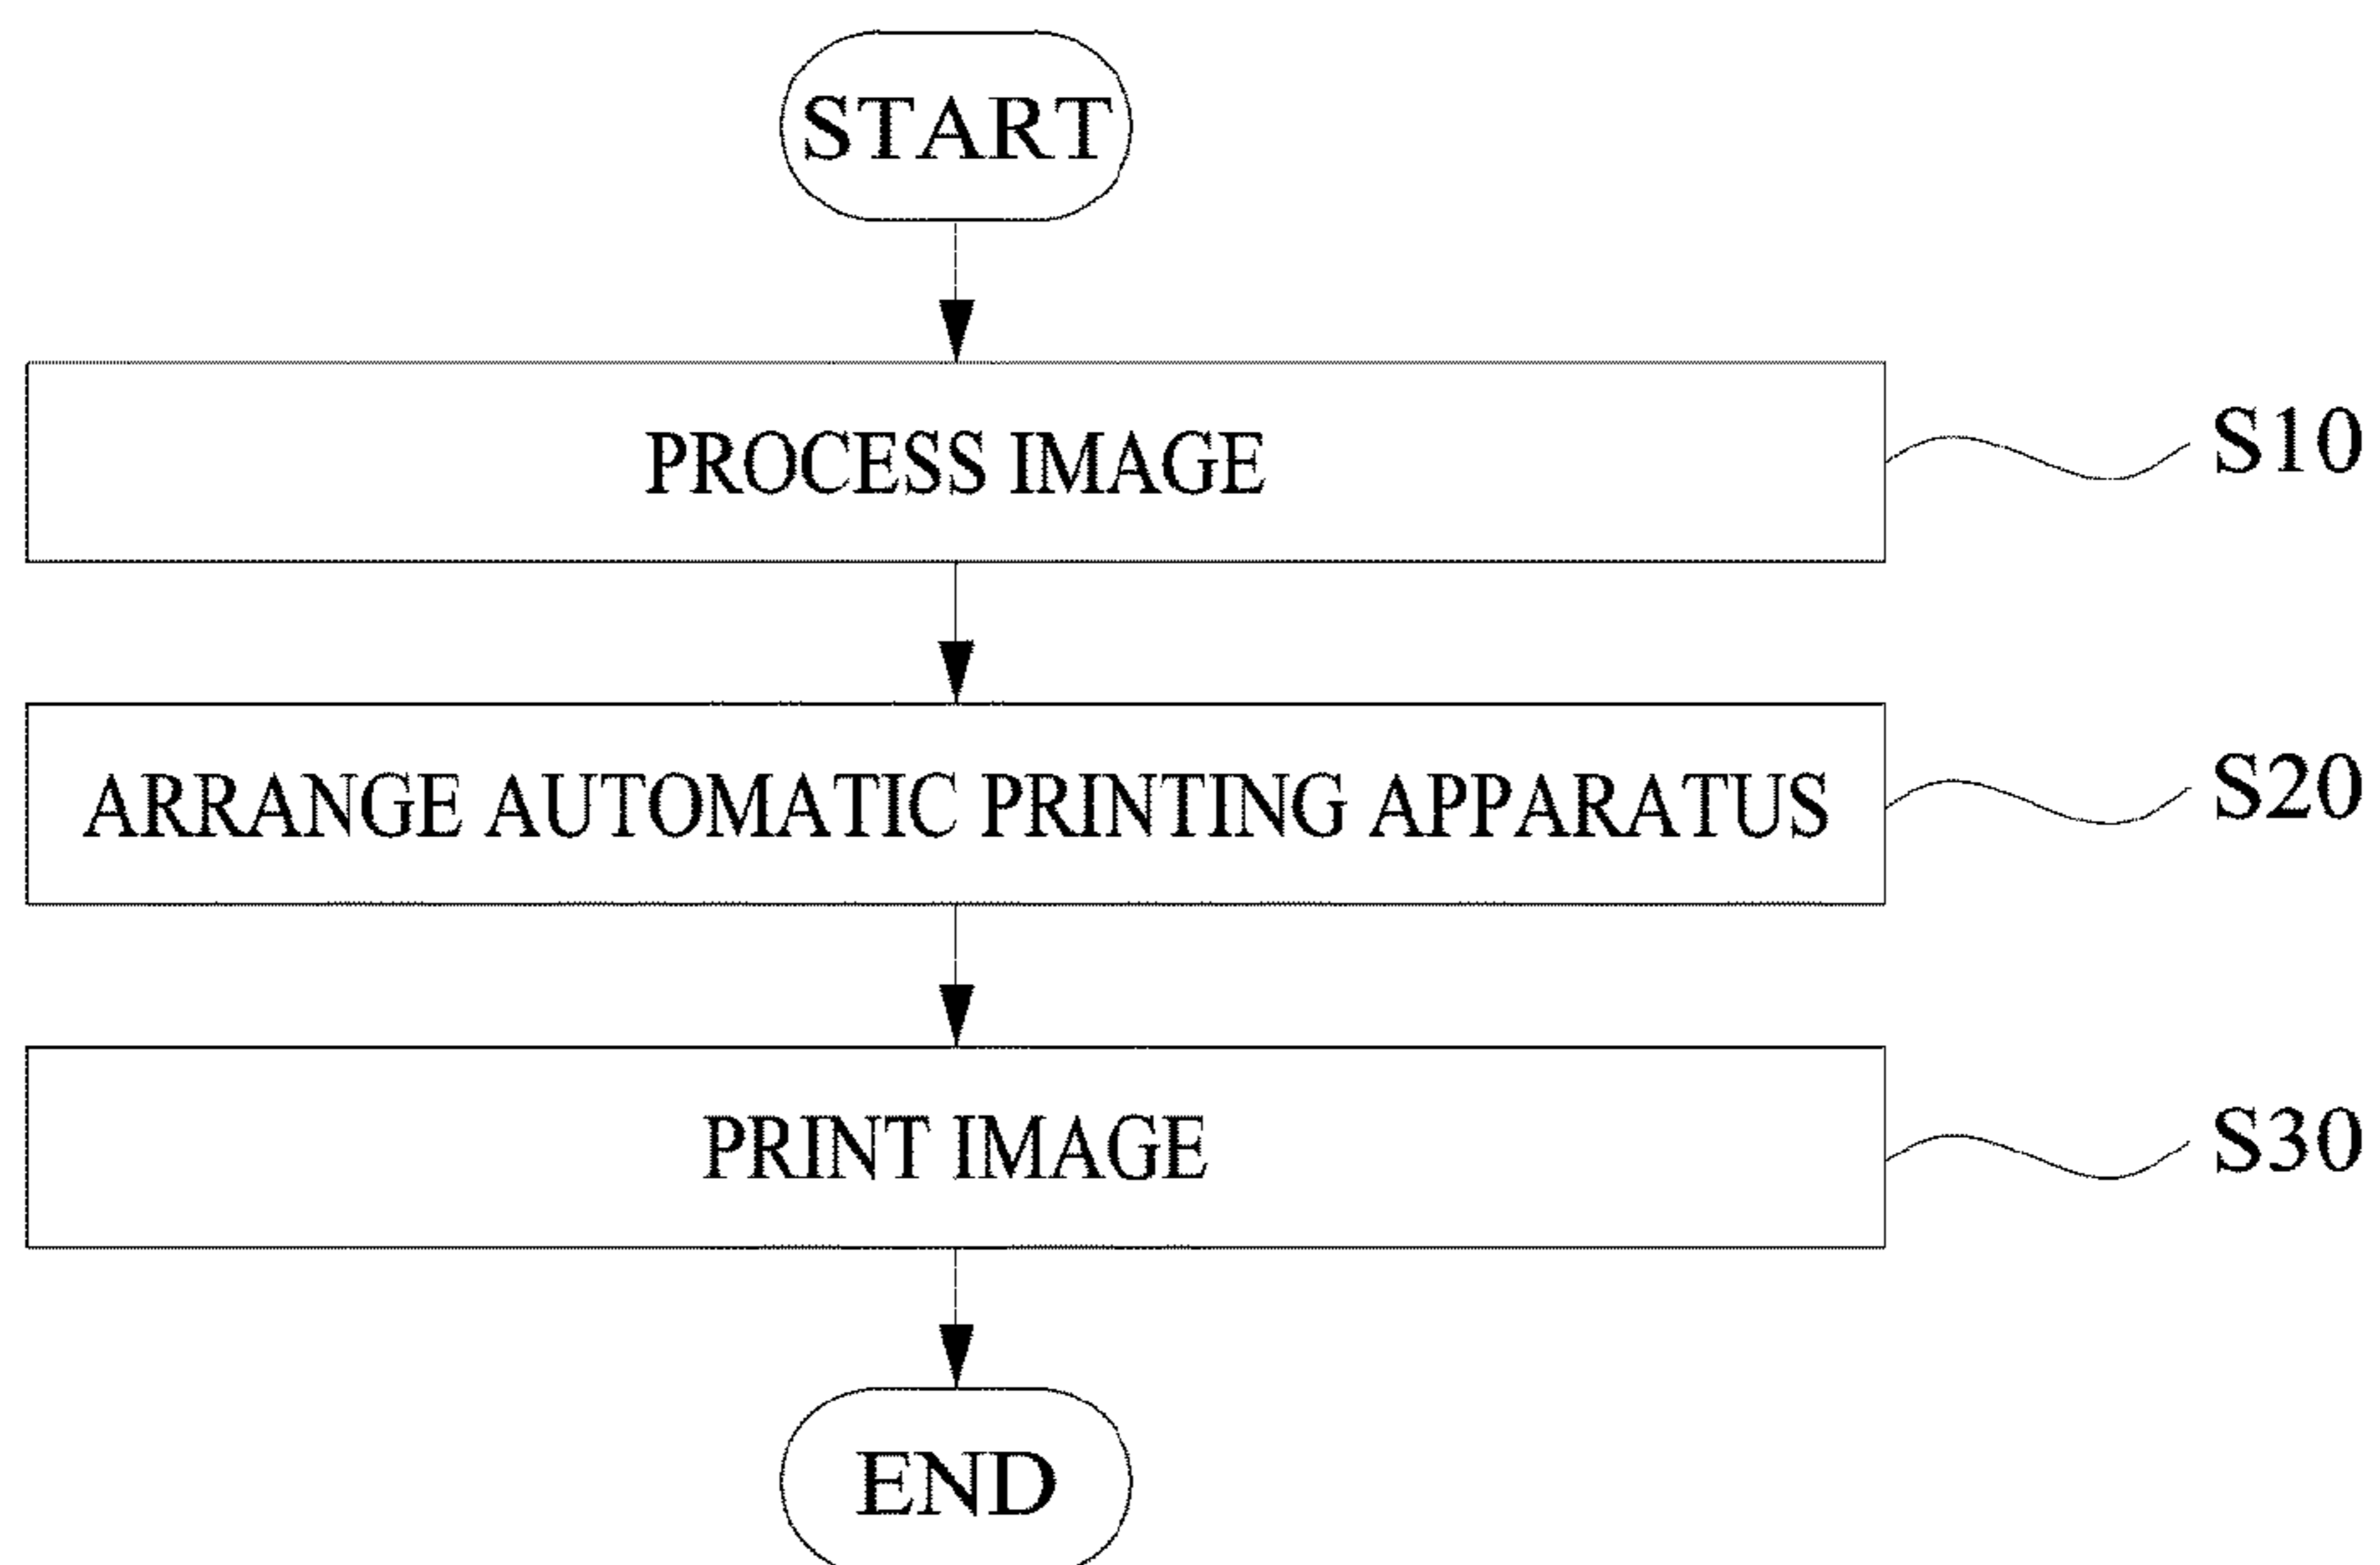 START
PROCESS IMAGE
S10
ARRANGE AUTOMATIC PRINTING APPARATUS
S20
PRINT IMAGE
S30
END